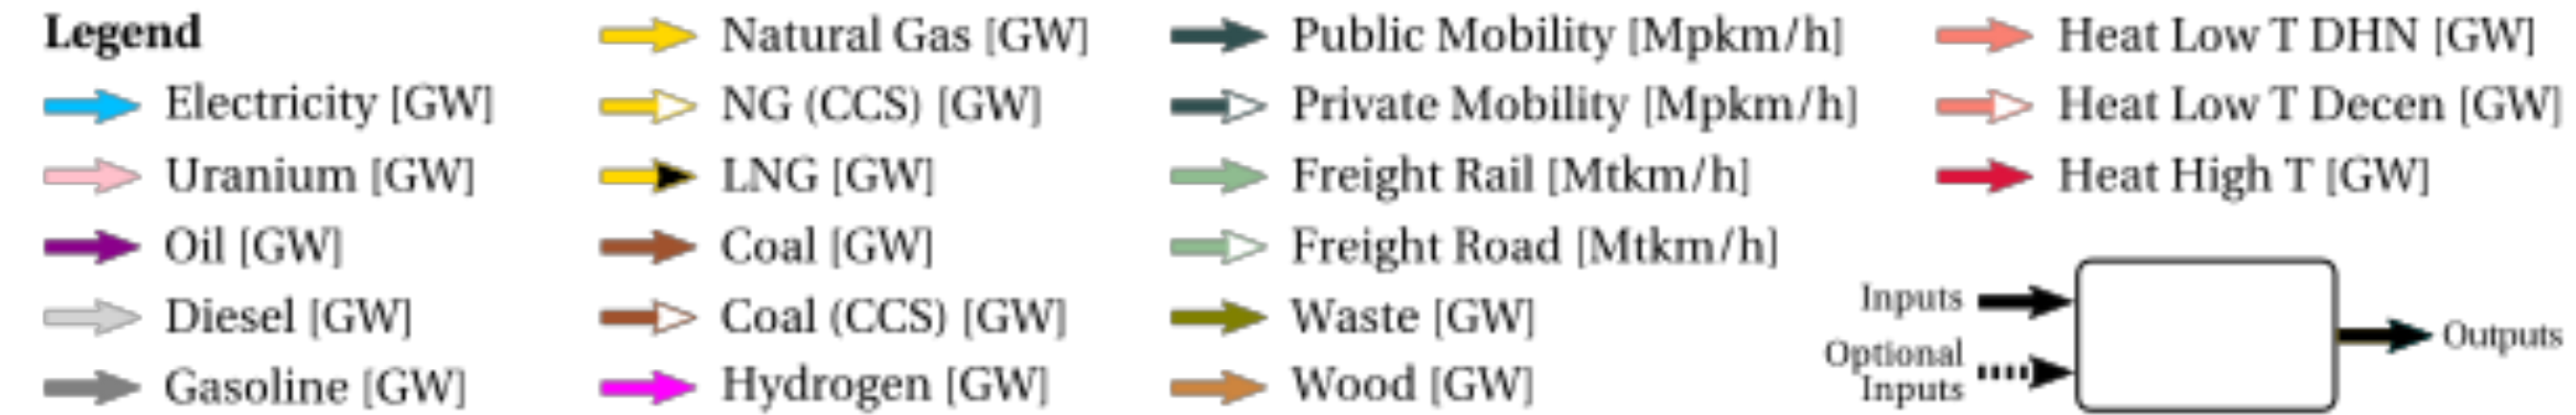 Legend
Electricity [GW]
Uranium [GW]
Oil [GW]
Diesel [GW]
Gasoline [GW]
Natural Gas [GW]
NG (CCS) [GW]
LNG [GW]
Coal [GW]
Coal (CCS) [GW]
Hydrogen [GW]
Public Mobility [Mpkm/h]
Private Mobility [Mpkm/h]
Freight Rail [Mtkm/h]
Freight Road [Mtkm/h]
Waste [GW]
Wood [GW]
Heat Low T DHN [GW]
Heat Low T Decen [GW]
Heat High T [GW]
Inputs
Optional
Inputs
Outputs